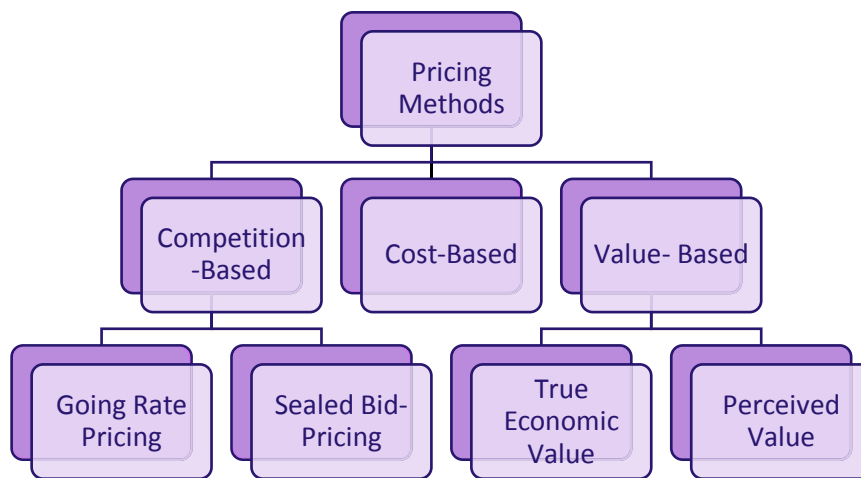 Pricing
Methods
Competition
-Based
Cost-Based
Value- Based
Going Rate
Pricing
Sealed Bid-
Pricing
True
Economic
Value
Perceived
Value